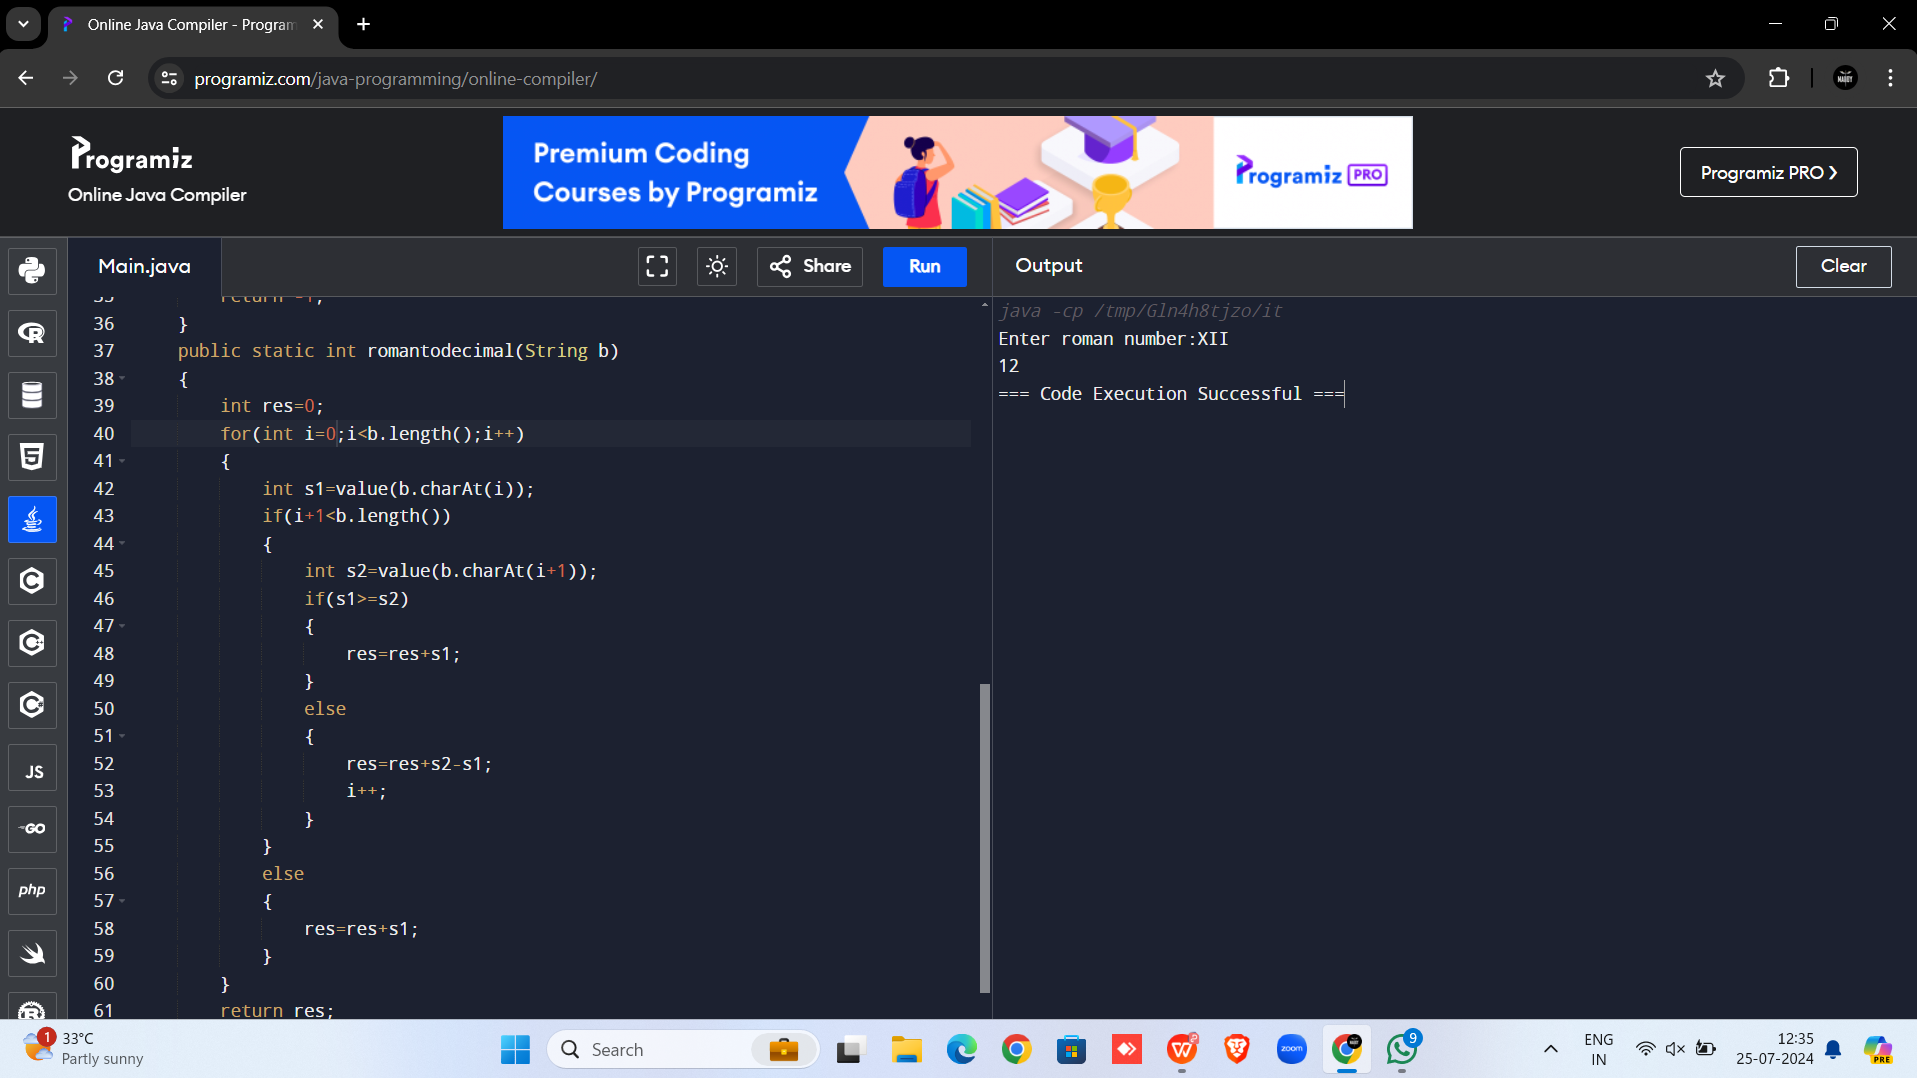 Online Java Compiler - Program
programiz.com/java-programming/online-compiler/
Programiz
Online Java Compiler
Premium Coding
Courses by Programiz
Programiz PRO
Programiz PRO ❯
Main.java
Share
Run
Output
Clear
35 return -1;
36 }
37 public static int romantodecimal(String b)
38 {
39 int res=0;
40 for(int i=0;i<b.length();i++)
41 {
42 int s1=value(b.charAt(i));
43 if(i+1<b.length())
44 {
45 int s2=value(b.charAt(i+1));
46 if(s1>=s2)
47 {
48 res=res+s1;
49 }
50 else
51 {
52 res=res+s2-s1;
53 i++;
54 }
55 }
56 else
57 {
58 res=res+s1;
59 }
60 }
61 return res;
java -cp /tmp/Gln4h8tjzo/it
Enter roman number:XII
12
=== Code Execution Successful ===
JS
GO
php
1
33°C
Partly sunny
Search
zoom
9
ENG
IN
12:35
25-07-2024
PRE